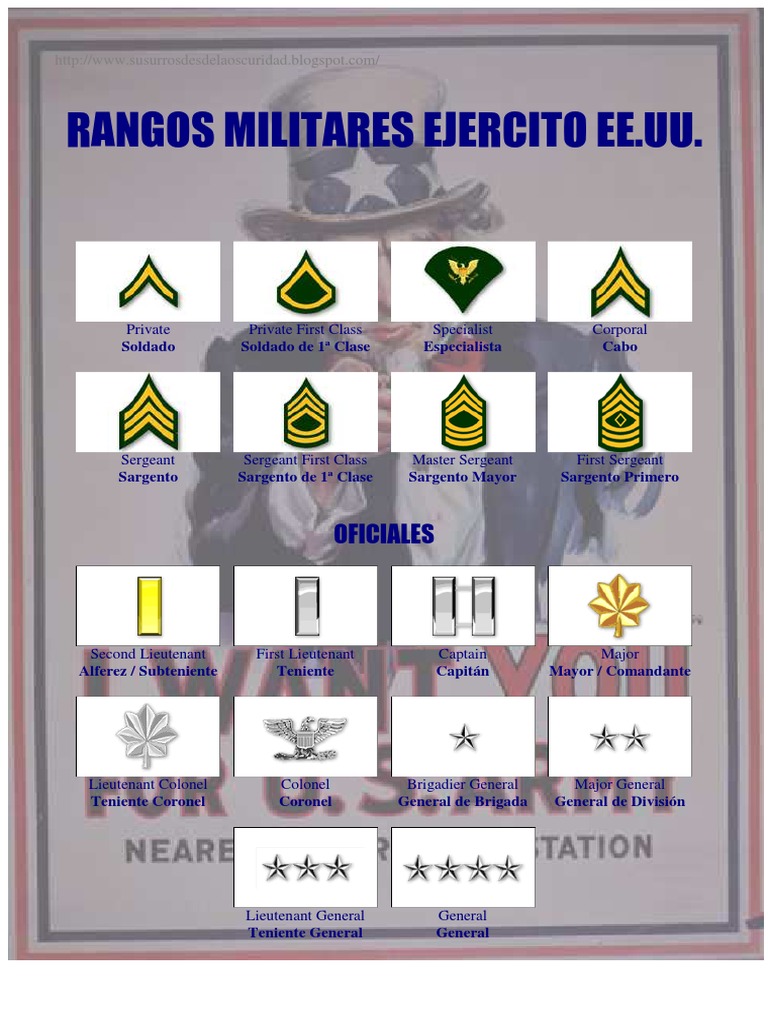 http://www.susurrosdesdelaoscuridad.blogspot.com/
RANGOS MILITARES EJERCITO EE.UU.
Private Private First Class Specialist Corporal
Soldado Soldado de 1ª Clase Especialista Cabo
Sergeant Sergeant First Class Master Sergeant First Sergeant
Sargento Sargento de 1ª Clase Sargento Mayor Sargento Primero
OFICIALES
Second Lieutenant First Lieutenant Captain Major
Alferez / Subteniente Teniente Capitán Mayor / Comandante
I WANT YOU
Lieutenant Colonel Colonel Brigadier General Major General
Teniente Coronel Coronel General de Brigada General de División
FOR U.S. ARMY
NEARE STATION
Lieutenant General General
Teniente General General